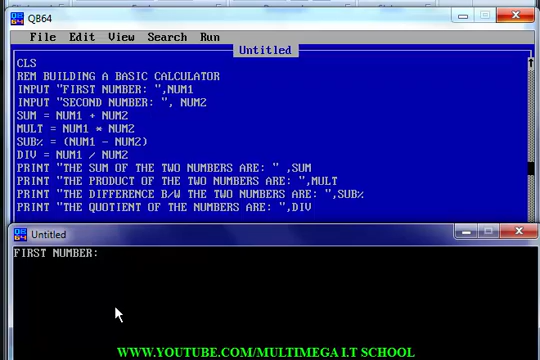 QB64
File Edit View Search Run
Untitled
CLS
REM BUILDING A BASIC CALCULATOR
INPUT "FIRST NUMBER: ",NUM1
INPUT "SECOND NUMBER: ", NUM2
SUM = NUM1 + NUM2
MULT = NUM1 * NUM2
SUB% = (NUM1 - NUM2)
DIV = NUM1 / NUM2
PRINT "THE SUM OF THE TWO NUMBERS ARE: " ,SUM
PRINT "THE PRODUCT OF THE TWO NUMBERS ARE: ",MULT
PRINT "THE DIFFERENCE B/W THE TWO NUMBERS ARE: ",SUB%
PRINT "THE QUOTIENT OF THE NUMBERS ARE: ",DIV
Untitled
FIRST NUMBER:
WWW.YOUTUBE.COM/MULTIMEGA I.T SCHOOL